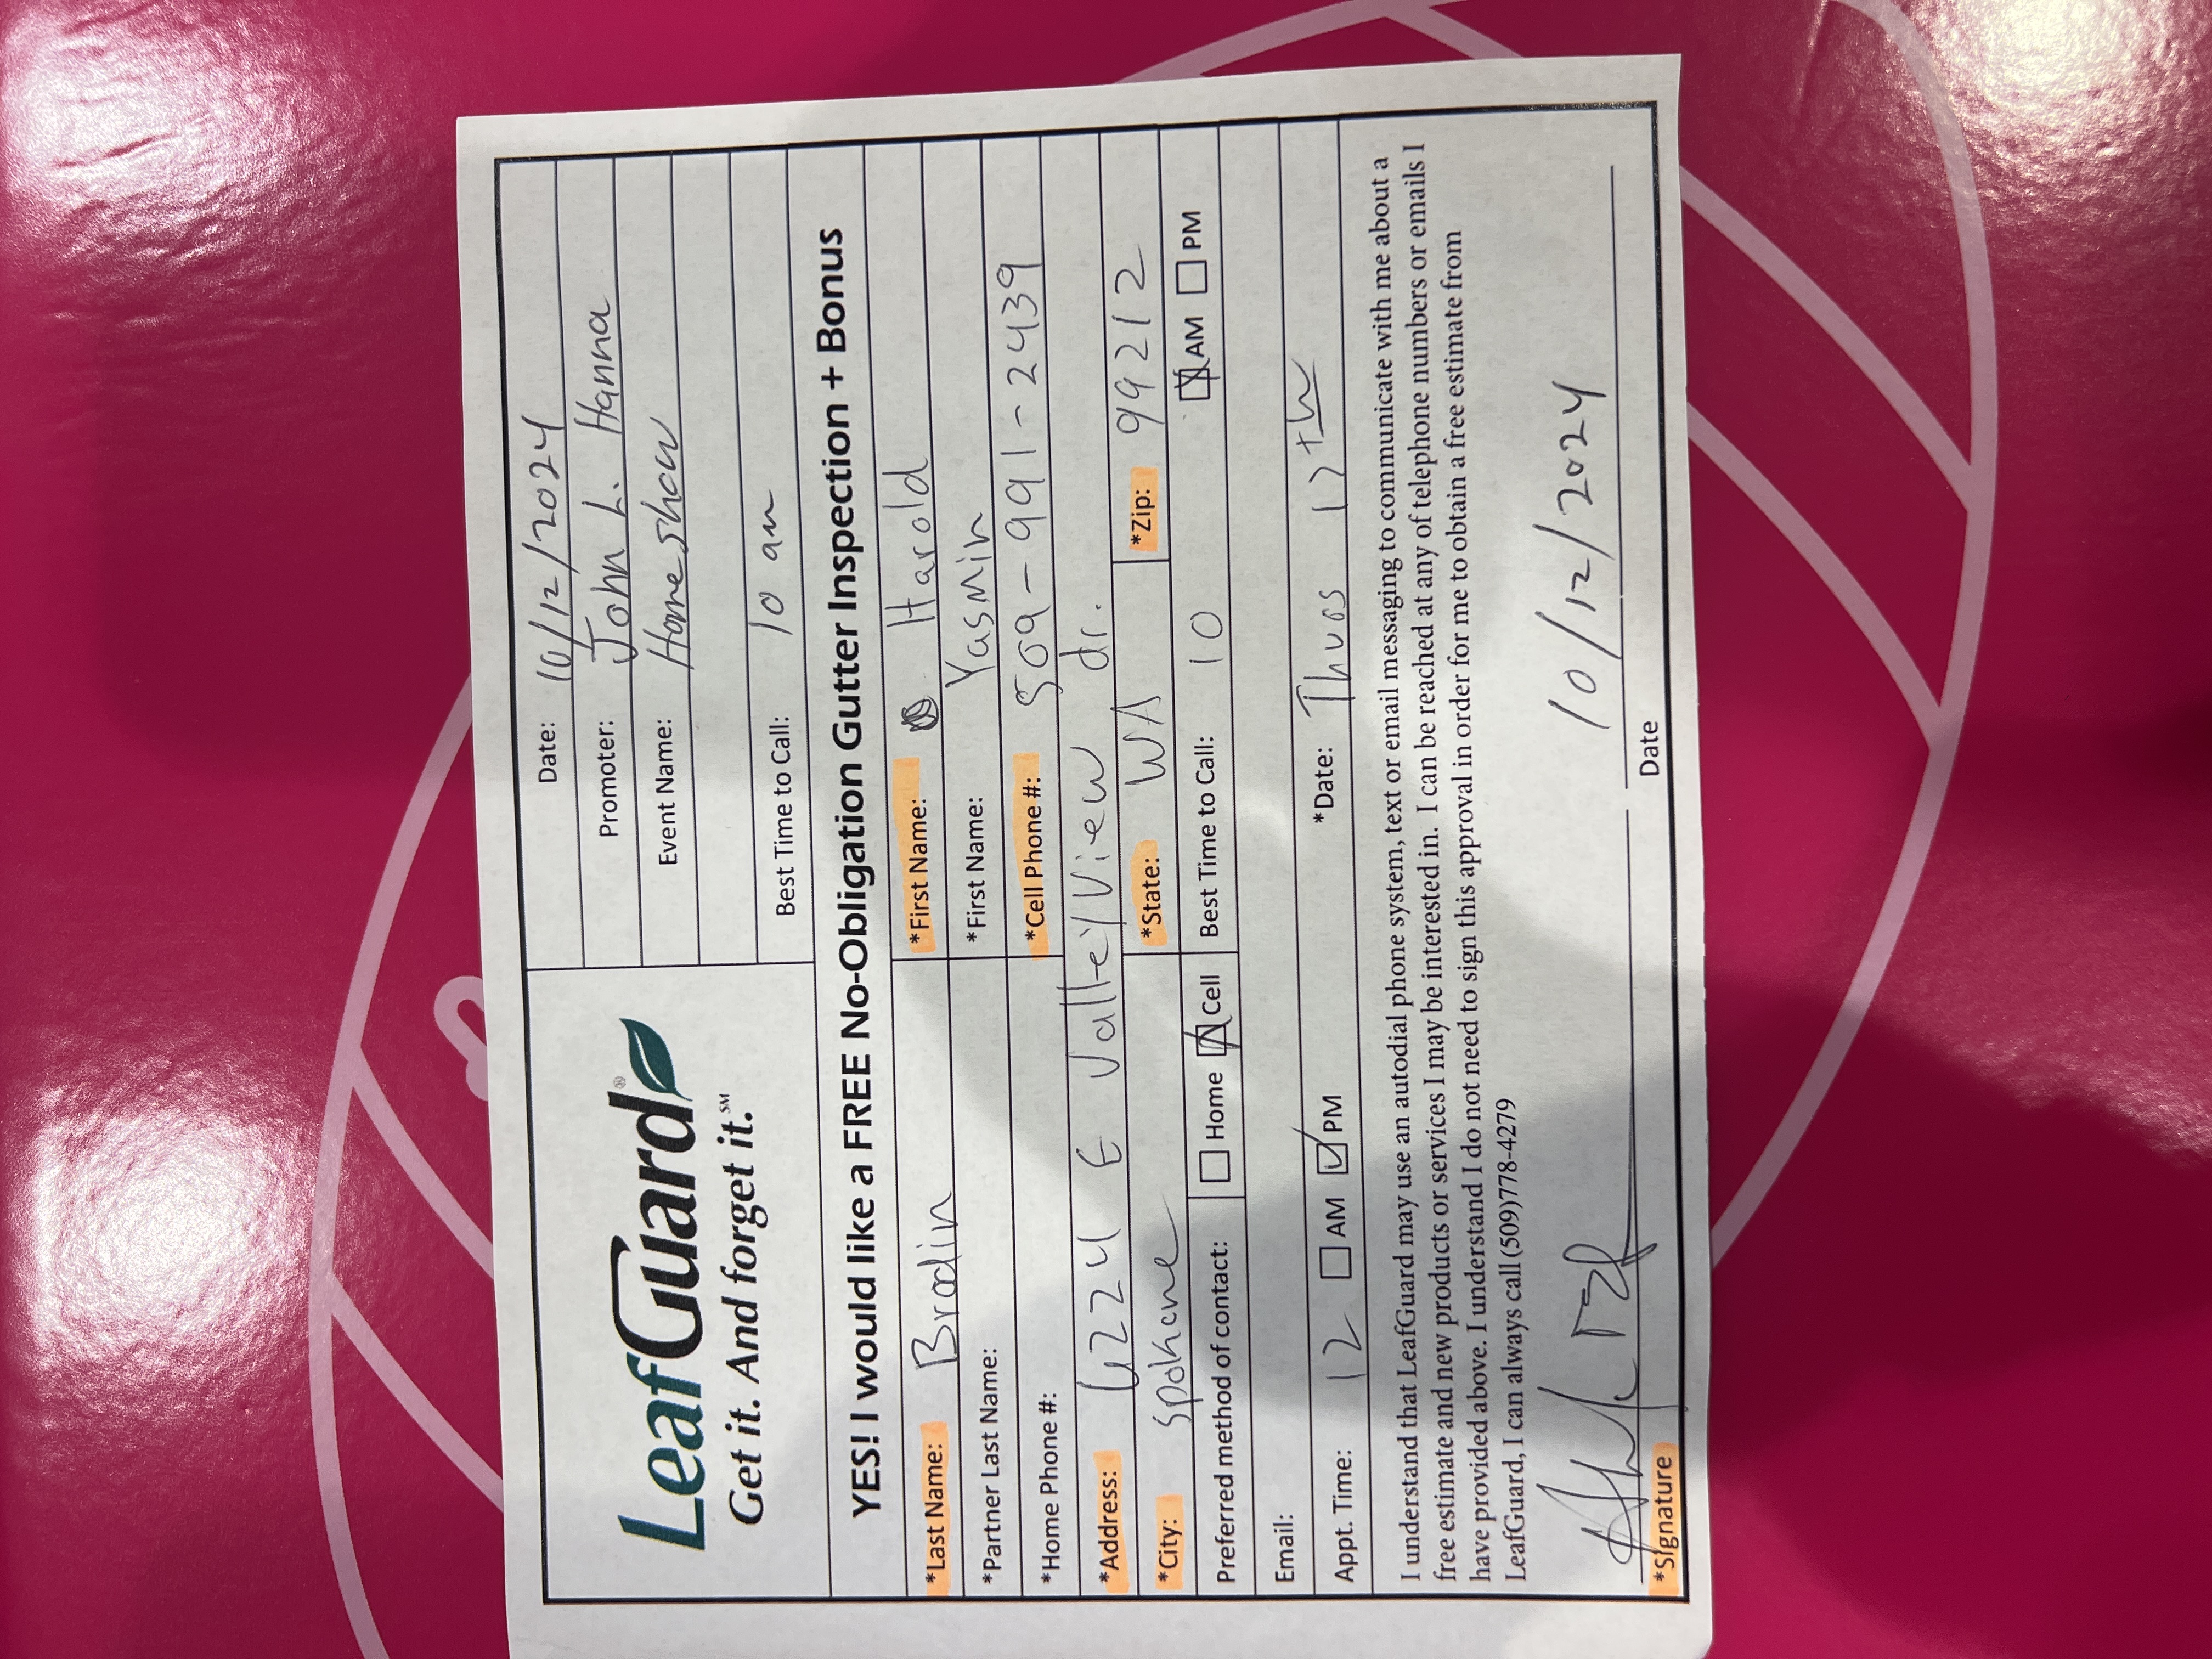 LeafGuard®
Get it. And forget it.℠
Date: 10/12/2024
Promoter: John L. Hanna
Event Name: Home show
Best Time to Call: 10 am
YES! I would like a FREE No-Obligation Gutter Inspection + Bonus
*Last Name: Brodin *First Name: Harold
*Partner Last Name: *First Name: Yasmin
*Home Phone #: *Cell Phone #: 509-991-2439
*Address: 6224 E Valleyview dr.
*City: Spokane *State: WA *Zip: 99212
Preferred method of contact: Home Cell Best Time to Call: 10 AM PM
Email:
Appt. Time: 12 AM PM *Date: Thurs 17th
I understand that LeafGuard may use an autodial phone system, text or email messaging to communicate with me about a
free estimate and new products or services I may be interested in. I can be reached at any of telephone numbers or emails I
have provided above. I understand I do not need to sign this approval in order for me to obtain a free estimate from
LeafGuard, I can always call (509)778-4279
10/12/2024
*Signature Date